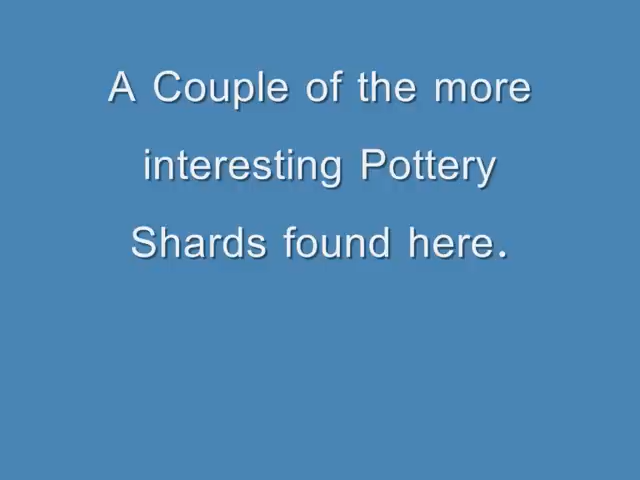 A Couple of the more
interesting Pottery
Shards found here.